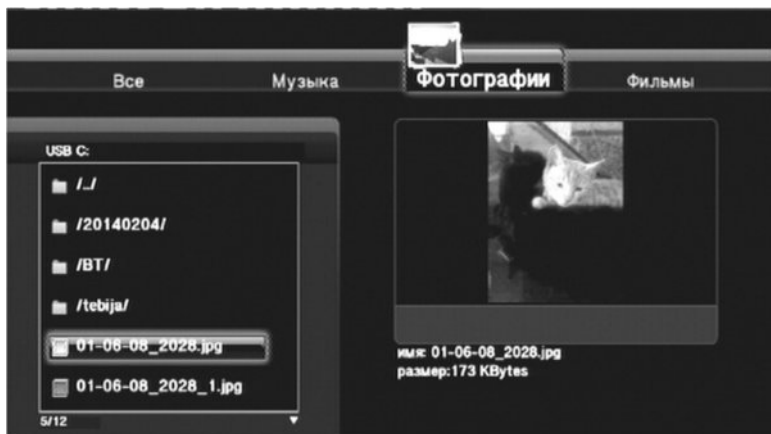 Все Музыка Фотографии Фильмы
USB C:
/../
/20140204/
/BT/
/tebija/
01-06-08_2028.jpg
01-06-08_2028_1.jpg
5/12
имя: 01-06-08_2028.jpg
размер:173 KBytes